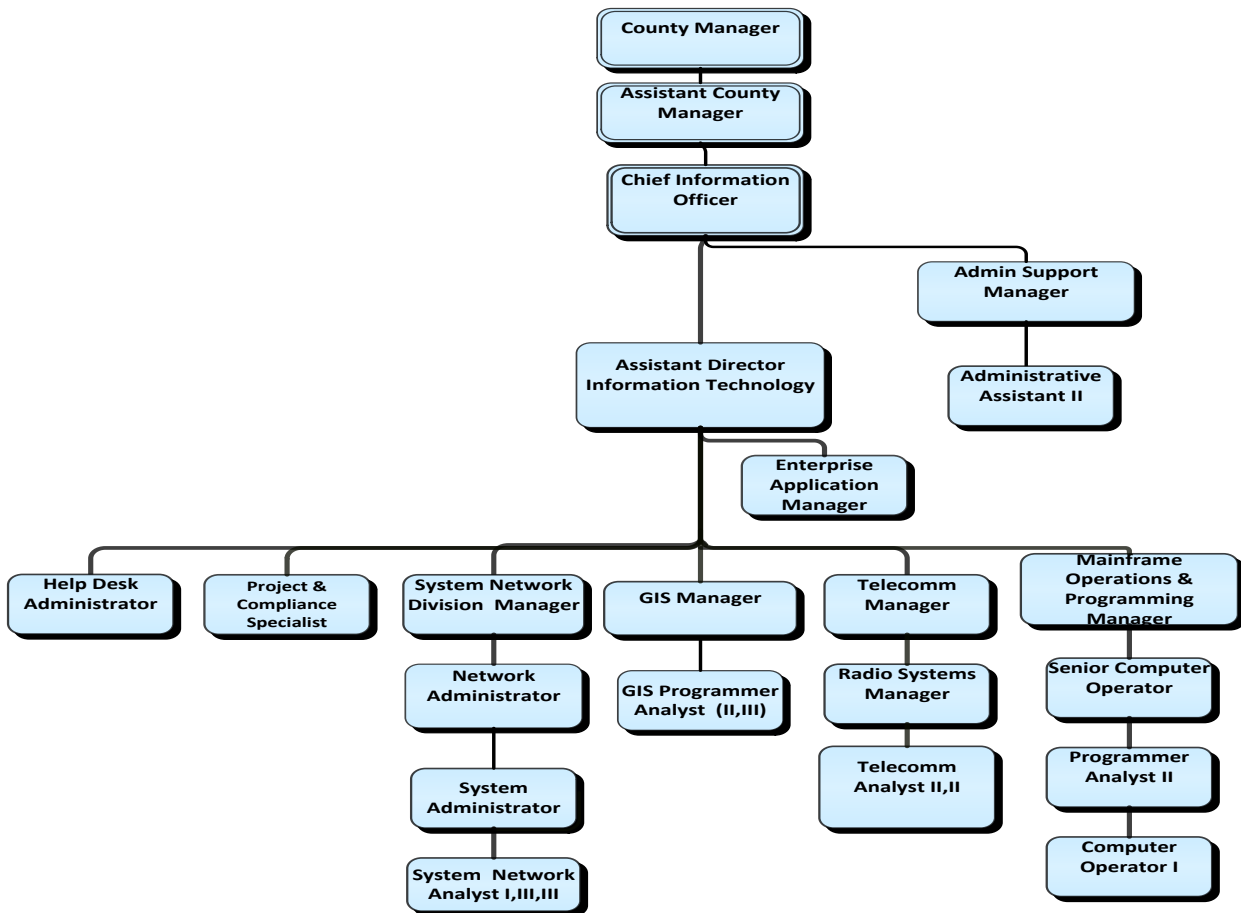 County Manager
Assistant County
Manager
Chief Information
Officer
Admin Support
Manager
Assistant Director
Information Technology
Administrative
Assistant II
Enterprise
Application
Manager
Help Desk
Administrator
Project &
Compliance
Specialist
System Network
Division Manager
GIS Manager
Telecomm
Manager
Mainframe
Operations &
Programming
Manager
Network
Administrator
GIS Programmer
Analyst (II,III)
Radio Systems
Manager
Senior Computer
Operator
System
Administrator
Telecomm
Analyst II,II
Programmer
Analyst II
System Network
Analyst I,III,III
Computer
Operator I